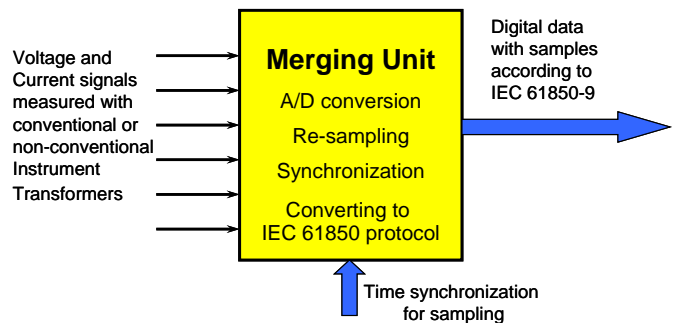 Voltage and
Current signals
measured with
conventional or
non-conventional
Instrument
Transformers
Merging Unit
A/D conversion
Re-sampling
Synchronization
Converting to
IEC 61850 protocol
Digital data
with samples
according to
IEC 61850-9
Time synchronization
for sampling